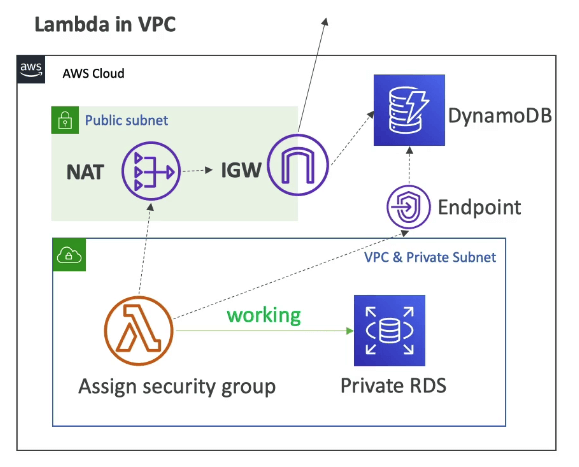 Lambda in VPC
aws
AWS Cloud
Public subnet
DynamoDB
NAT
IGW
Endpoint
VPC & Private Subnet
working
Assign security group
Private RDS